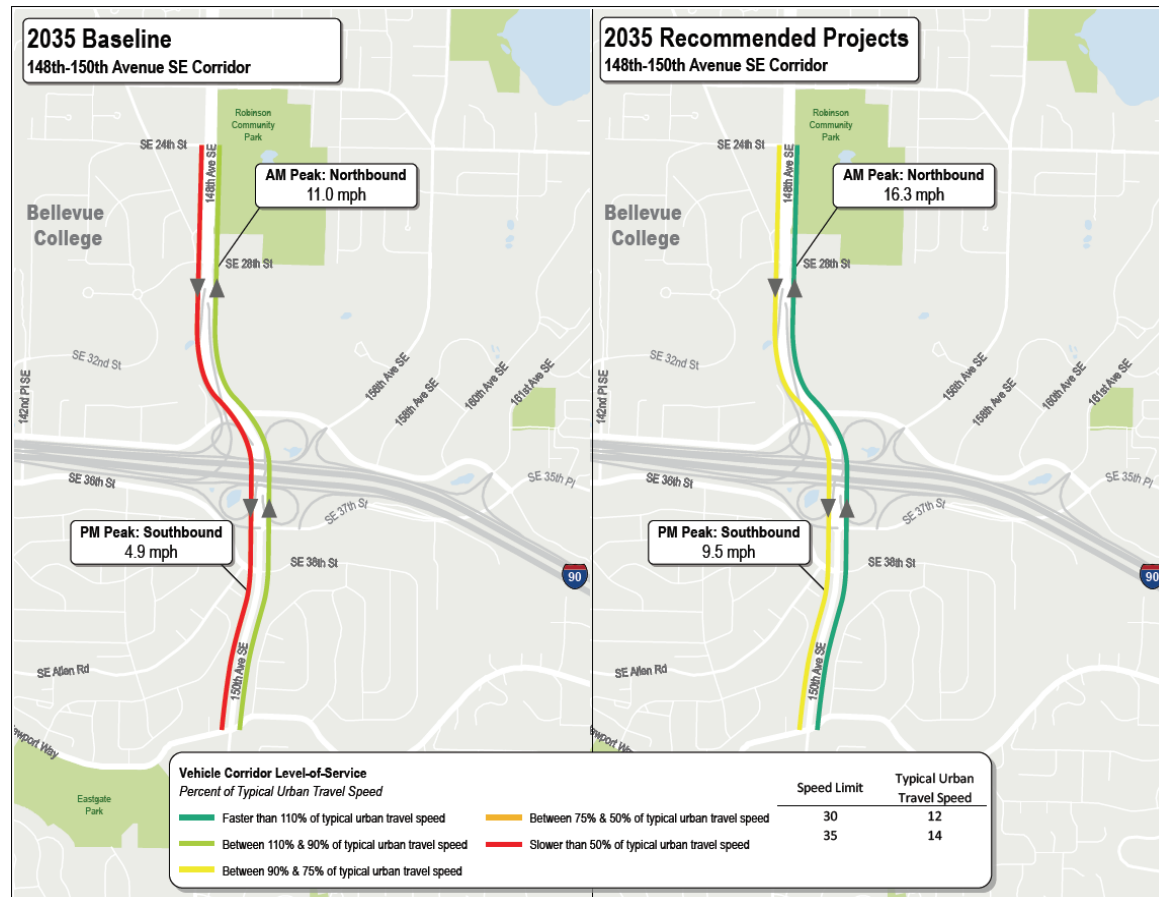 2035 Baseline
148th-150th Avenue SE Corridor
Robinson
Community
Park
SE 24th St
148th Ave SE
AM Peak: Northbound
11.0 mph
Bellevue
College
SE 28th St
SE 32nd St
142nd Pl SE
156th Ave SE
158th Ave SE
160th Ave SE
161st Ave SE
SE 36th St
SE 35th Pl
SE 37th St
PM Peak: Southbound
4.9 mph
SE 38th St
90
SE Allen Rd
150th Ave SE
ewport Way
Eastgate
Park
2035 Recommended Projects
148th-150th Avenue SE Corridor
Robinson
Community
Park
SE 24th St
148th Ave SE
AM Peak: Northbound
16.3 mph
Bellevue
College
SE 28th St
SE 32nd St
142nd Pl SE
156th Ave SE
158th Ave SE
160th Ave SE
161st Ave SE
SE 36th St
SE 35th Pl
SE 37th St
PM Peak: Southbound
9.5 mph
SE 38th St
90
SE Allen Rd
150th Ave SE
Vehicle Corridor Level-of-Service
Percent of Typical Urban Travel Speed
Faster than 110% of typical urban travel speed
Between 110% & 90% of typical urban travel speed
Between 90% & 75% of typical urban travel speed
Between 75% & 50% of typical urban travel speed
Slower than 50% of typical urban travel speed
Speed Limit
Typical Urban
Travel Speed
30 12
35 14